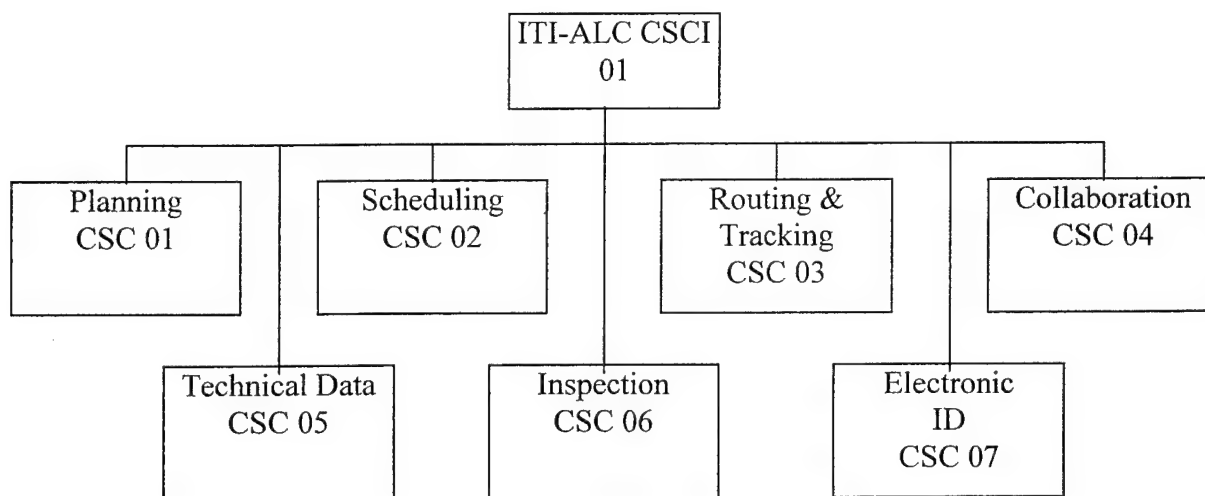 ITI-ALC CSCI
01
Planning
CSC 01
Scheduling
CSC 02
Routing &
Tracking
CSC 03
Collaboration
CSC 04
Technical Data
CSC 05
Inspection
CSC 06
Electronic
ID
CSC 07